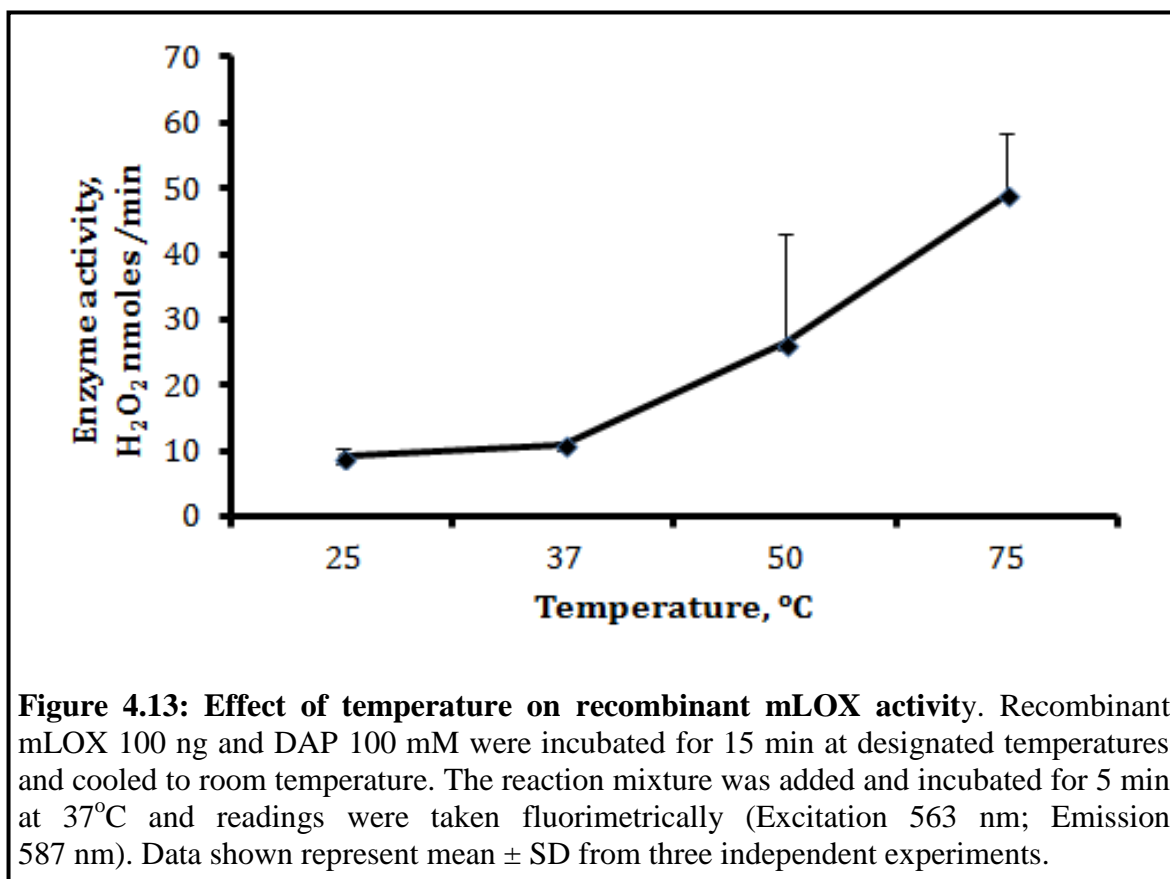 70
60
50
40
30
20
10
0
Enzyme activity,
H₂O₂ nmoles /min
25 37 50 75
Temperature, ºC
Figure 4.13: Effect of temperature on recombinant mLOX activity. Recombinant
mLOX 100 ng and DAP 100 mM were incubated for 15 min at designated temperatures
and cooled to room temperature. The reaction mixture was added and incubated for 5 min
at 37ºC and readings were taken fluorimetrically (Excitation 563 nm; Emission
587 nm). Data shown represent mean ± SD from three independent experiments.